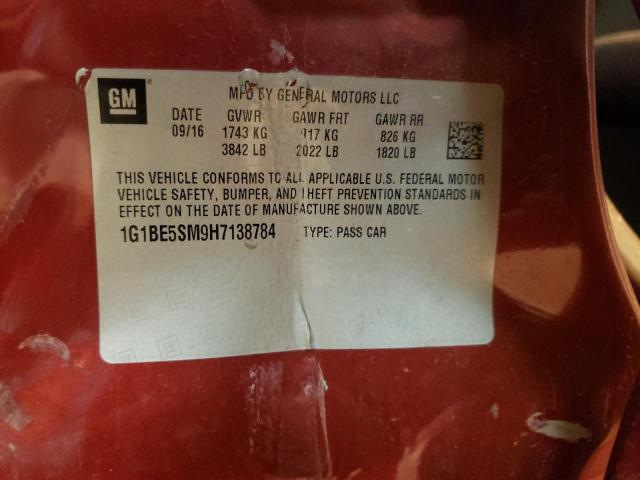 GM
MFD BY GENERAL MOTORS LLC
DATE GVWR GAWR FRT GAWR RR
09/16 1743 KG 917 KG 826 KG
3842 LB 2022 LB 1820 LB
THIS VEHICLE CONFORMS TO ALL APPLICABLE U.S. FEDERAL MOTOR
VEHICLE SAFETY, BUMPER, AND THEFT PREVENTION STANDARDS IN
EFFECT ON THE DATE OF MANUFACTURE SHOWN ABOVE.
1G1BE5SM9H7138784 TYPE: PASS CAR